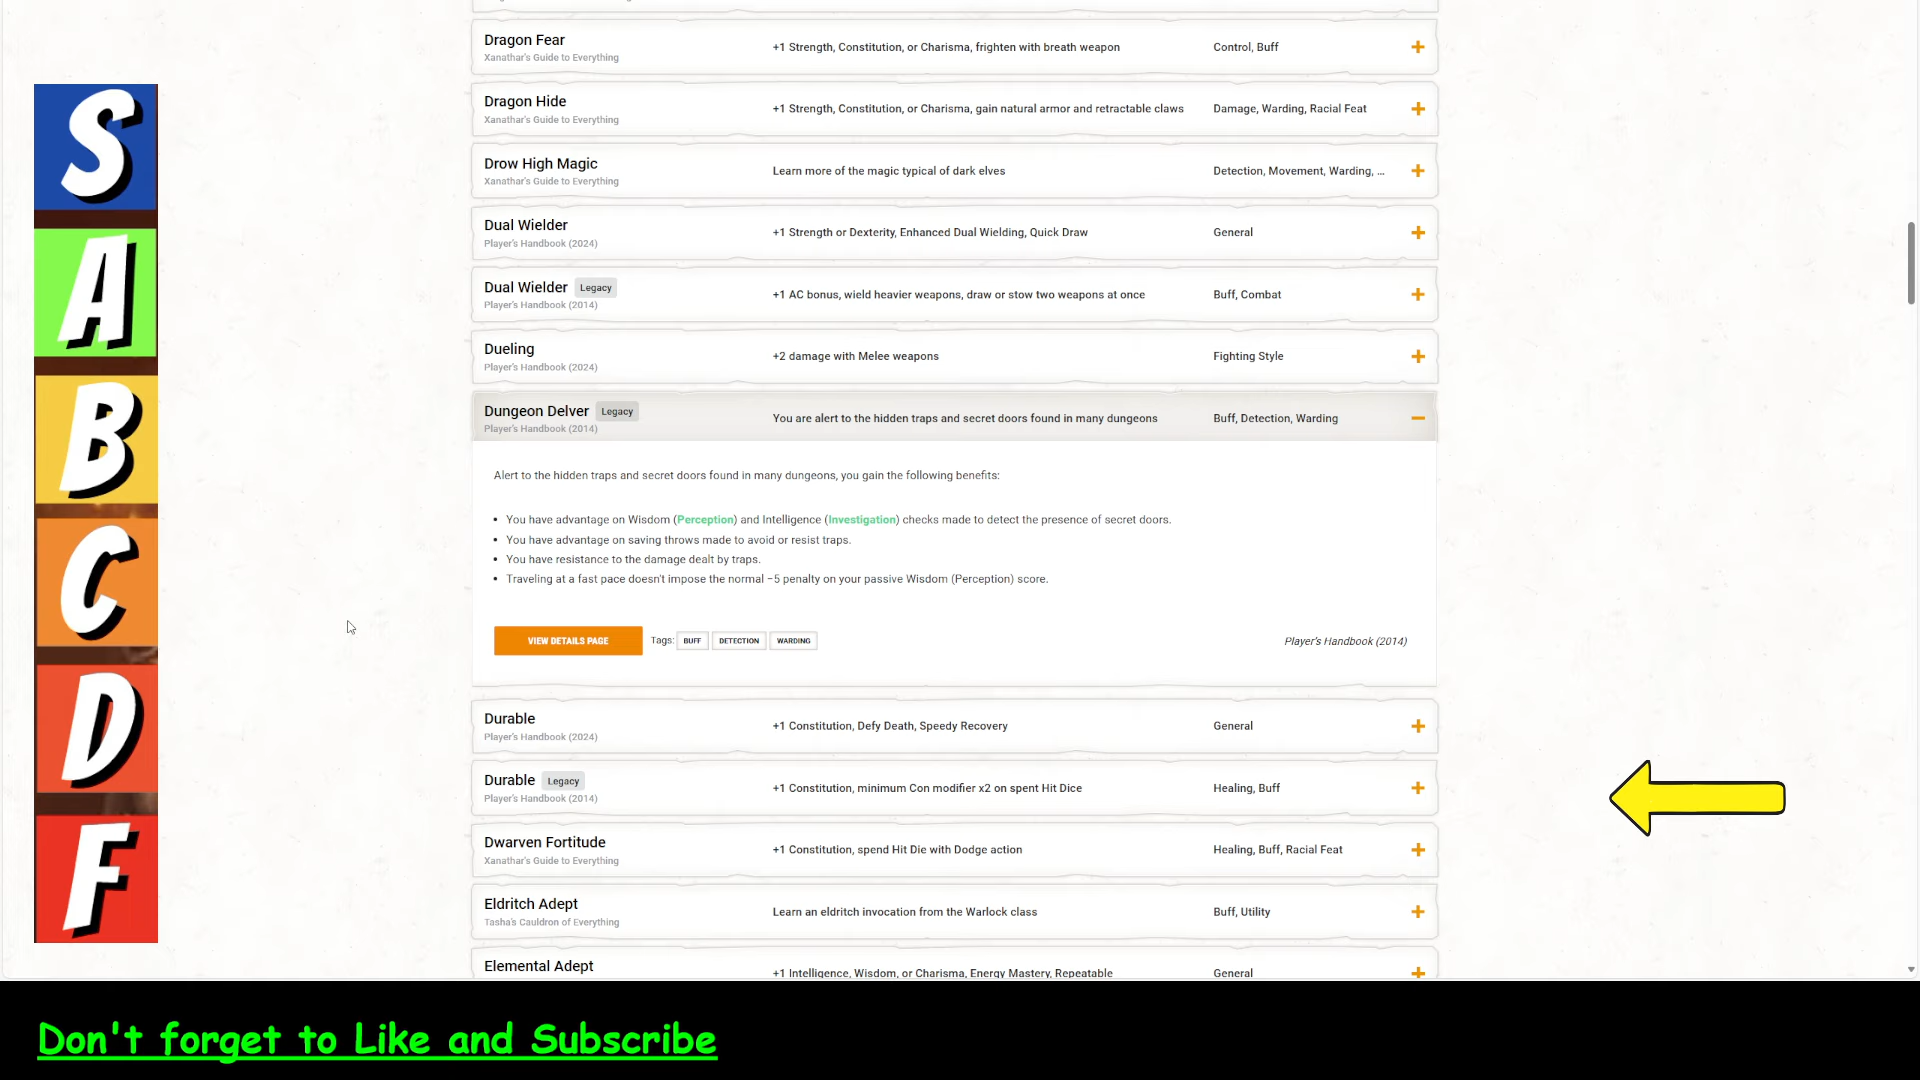 Dragon Fear
Xanathar's Guide to Everything
+1 Strength, Constitution, or Charisma, frighten with breath weapon
Control, Buff
Dragon Hide
Xanathar's Guide to Everything
+1 Strength, Constitution, or Charisma, gain natural armor and retractable claws
Damage, Warding, Racial Feat
Drow High Magic
Xanathar's Guide to Everything
Learn more of the magic typical of dark elves
Detection, Movement, Warding, ...
Dual Wielder
Player's Handbook (2024)
+1 Strength or Dexterity, Enhanced Dual Wielding, Quick Draw
General
Dual Wielder Legacy
Player's Handbook (2014)
+1 AC bonus, wield heavier weapons, draw or stow two weapons at once
Buff, Combat
Dueling
Player's Handbook (2024)
+2 damage with Melee weapons
Fighting Style
Dungeon Delver Legacy
Player's Handbook (2014)
You are alert to the hidden traps and secret doors found in many dungeons
Buff, Detection, Warding
Alert to the hidden traps and secret doors found in many dungeons, you gain the following benefits:
• You have advantage on Wisdom (Perception) and Intelligence (Investigation) checks made to detect the presence of secret doors.
• You have advantage on saving throws made to avoid or resist traps.
• You have resistance to the damage dealt by traps.
• Traveling at a fast pace doesn't impose the normal −5 penalty on your passive Wisdom (Perception) score.
VIEW DETAILS PAGE
Tags: BUFF DETECTION WARDING
Player's Handbook (2014)
Durable
Player's Handbook (2024)
+1 Constitution, Defy Death, Speedy Recovery
General
Durable Legacy
Player's Handbook (2014)
+1 Constitution, minimum Con modifier x2 on spent Hit Dice
Healing, Buff
Dwarven Fortitude
Xanathar's Guide to Everything
+1 Constitution, spend Hit Die with Dodge action
Healing, Buff, Racial Feat
Eldritch Adept
Tasha's Cauldron of Everything
Learn an eldritch invocation from the Warlock class
Buff, Utility
Elemental Adept
+1 Intelligence, Wisdom, or Charisma, Energy Mastery, Repeatable
General
S
A
B
C
D
F
Don't forget to Like and Subscribe